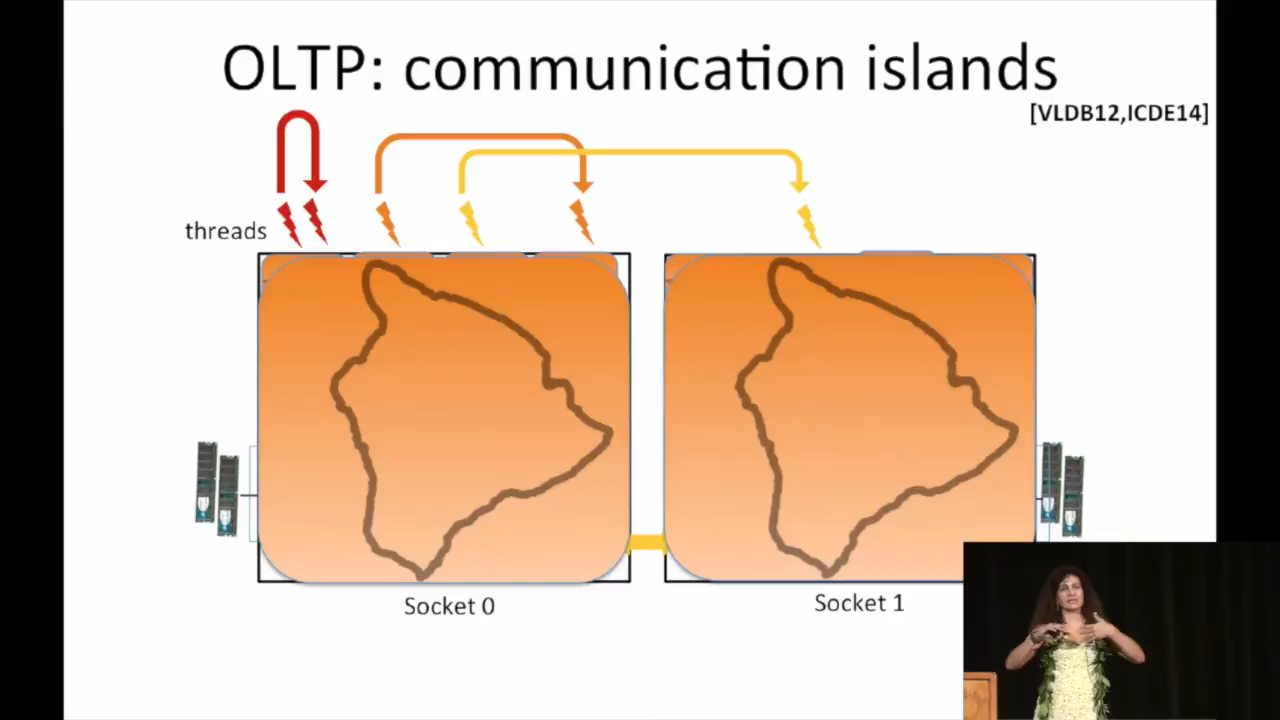 OLTP: communication islands
[VLDB12,ICDE14]
threads
Socket 0
Socket 1